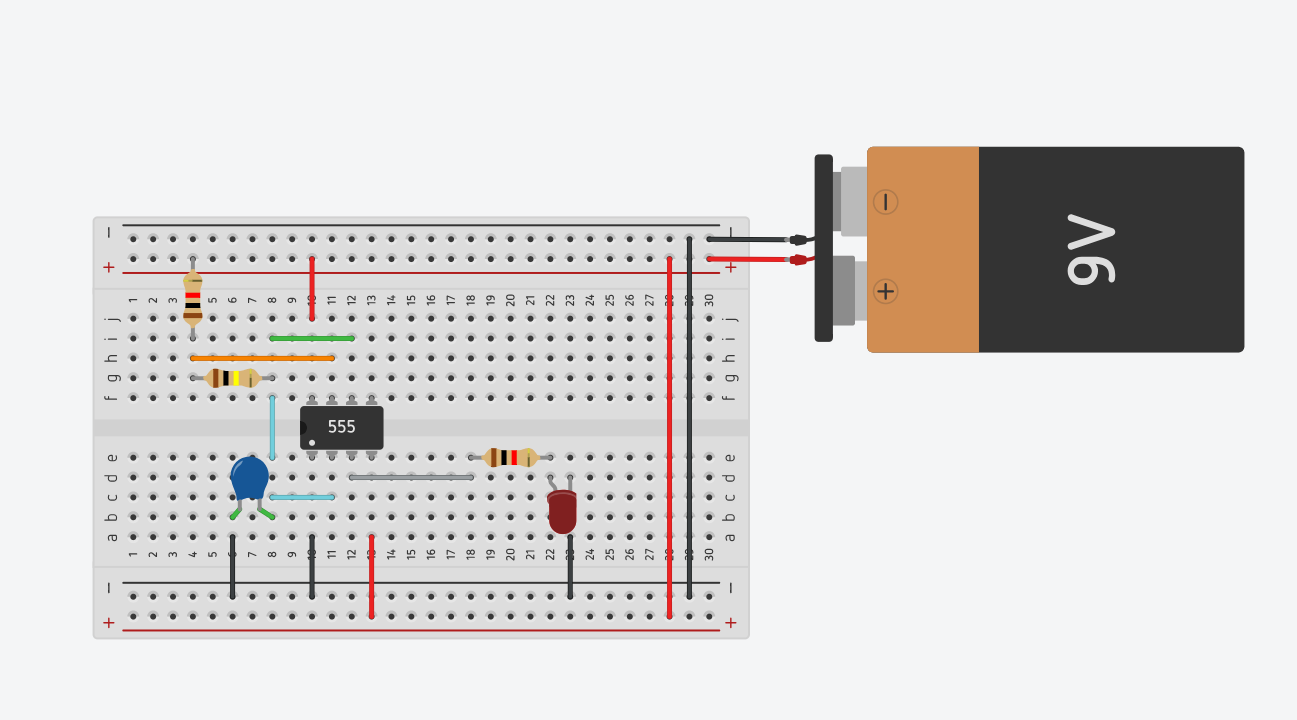 − −
+ +
1 2 3 4 5 6 7 8 9 10 11 12 13 14 15 16 17 18 19 20 21 22 23 24 25 26 27 28 29 30
j j
i i
h h
g g
f f
555
e e
d d
c c
b b
a a
1 2 3 4 5 6 7 8 9 10 11 12 13 14 15 16 17 18 19 20 21 22 23 24 25 26 27 28 29 30
− −
+ +
−
+
9V